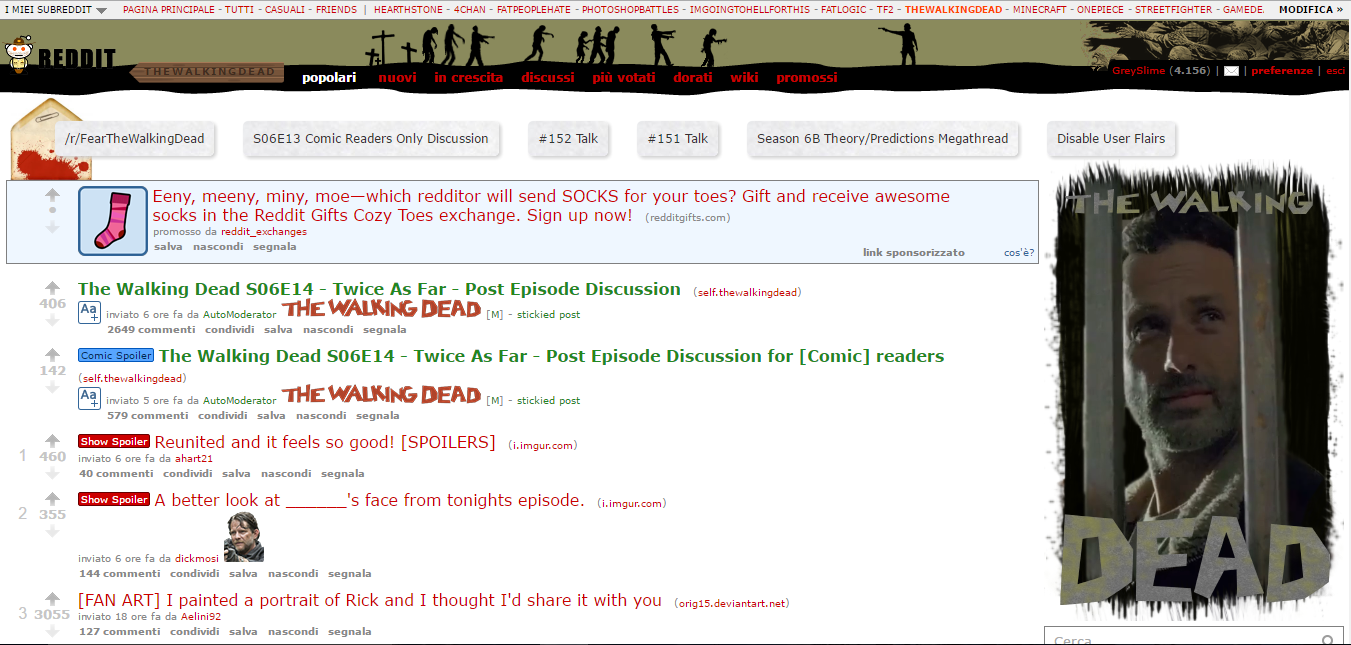 I MIEI SUBREDDIT PAGINA PRINCIPALE - TUTTI - CASUALI - FRIENDS | HEARTHSTONE - 4CHAN - FATPEOPLEHATE - PHOTOSHOPBATTLES - IMGOINGTOHELLFORTHIS - FATLOGIC - TF2 - THEWALKINGDEAD - MINECRAFT - ONEPIECE - STREETFIGHTER - GAMEDE. MODIFICA »
REDDIT THEWALKINGDEAD popolari nuovi in crescita discussi più votati dorati wiki promossi
GreySlime (4.156) | | preferenze | esci
/r/FearTheWalkingDead S06E13 Comic Readers Only Discussion #152 Talk #151 Talk Season 6B Theory/Predictions Megathread Disable User Flairs
Eeny, meeny, miny, moe—which redditor will send SOCKS for your toes? Gift and receive awesome
socks in the Reddit Gifts Cozy Toes exchange. Sign up now! (redditgifts.com)
promosso da reddit_exchanges
salva nascondi segnala
link sponsorizzato cos'è?
The Walking Dead S06E14 - Twice As Far - Post Episode Discussion (self.thewalkingdead)
406
Aa+ inviato 6 ore fa da AutoModerator THE WALKING DEAD [M] - stickied post
2649 commenti condividi salva nascondi segnala
Comic Spoiler The Walking Dead S06E14 - Twice As Far - Post Episode Discussion for [Comic] readers
142
(self.thewalkingdead)
Aa+ inviato 5 ore fa da AutoModerator THE WALKING DEAD [M] - stickied post
579 commenti condividi salva nascondi segnala
Show Spoiler Reunited and it feels so good! [SPOILERS] (i.imgur.com)
1 460
inviato 6 ore fa da ahart21
40 commenti condividi salva nascondi segnala
Show Spoiler A better look at ______'s face from tonights episode. (i.imgur.com)
2 355
inviato 6 ore fa da dickmosi
144 commenti condividi salva nascondi segnala
[FAN ART] I painted a portrait of Rick and I thought I'd share it with you (orig15.deviantart.net)
3 3055
inviato 18 ore fa da Aelini92
127 commenti condividi salva nascondi segnala
THE WALKING
DEAD
Cerca